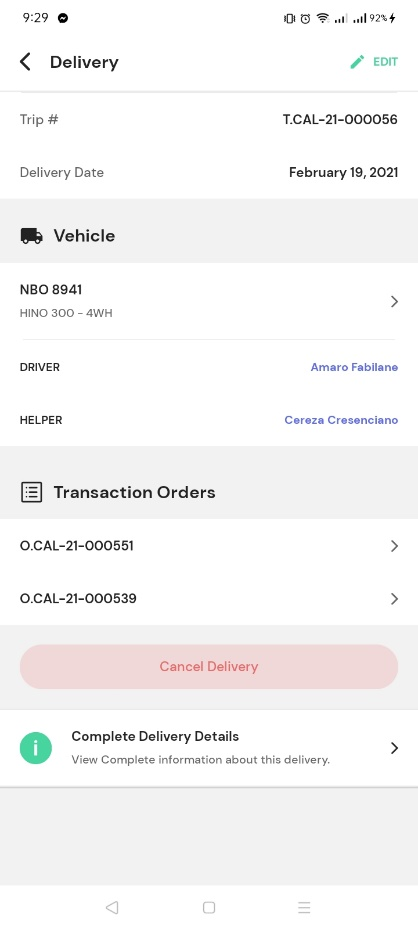 9:29
92%
Delivery
EDIT
Trip # T.CAL-21-000056
Delivery Date February 19, 2021
Vehicle
NBO 8941
HINO 300 - 4WH
DRIVER Amaro Fabilane
HELPER Cereza Cresenciano
Transaction Orders
O.CAL-21-000551
O.CAL-21-000539
Cancel Delivery
Complete Delivery Details
View Complete information about this delivery.